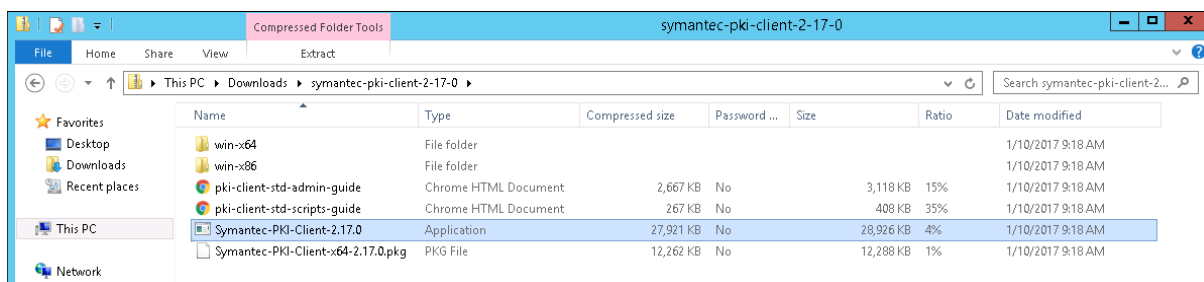 Compressed Folder Tools symantec-pki-client-2-17-0
File Home Share View Extract
This PC Downloads symantec-pki-client-2-17-0 Search symantec-pki-client-2...
Favorites
Desktop
Downloads
Recent places
This PC
Network
Name Type Compressed size Password ... Size Ratio Date modified
win-x64 File folder 1/10/2017 9:18 AM
win-x86 File folder 1/10/2017 9:18 AM
pki-client-std-admin-guide Chrome HTML Document 2,667 KB No 3,118 KB 15% 1/10/2017 9:18 AM
pki-client-std-scripts-guide Chrome HTML Document 267 KB No 408 KB 35% 1/10/2017 9:18 AM
Symantec-PKI-Client-2.17.0 Application 27,921 KB No 28,926 KB 4% 1/10/2017 9:18 AM
Symantec-PKI-Client-x64-2.17.0.pkg PKG File 12,262 KB No 12,288 KB 1% 1/10/2017 9:18 AM